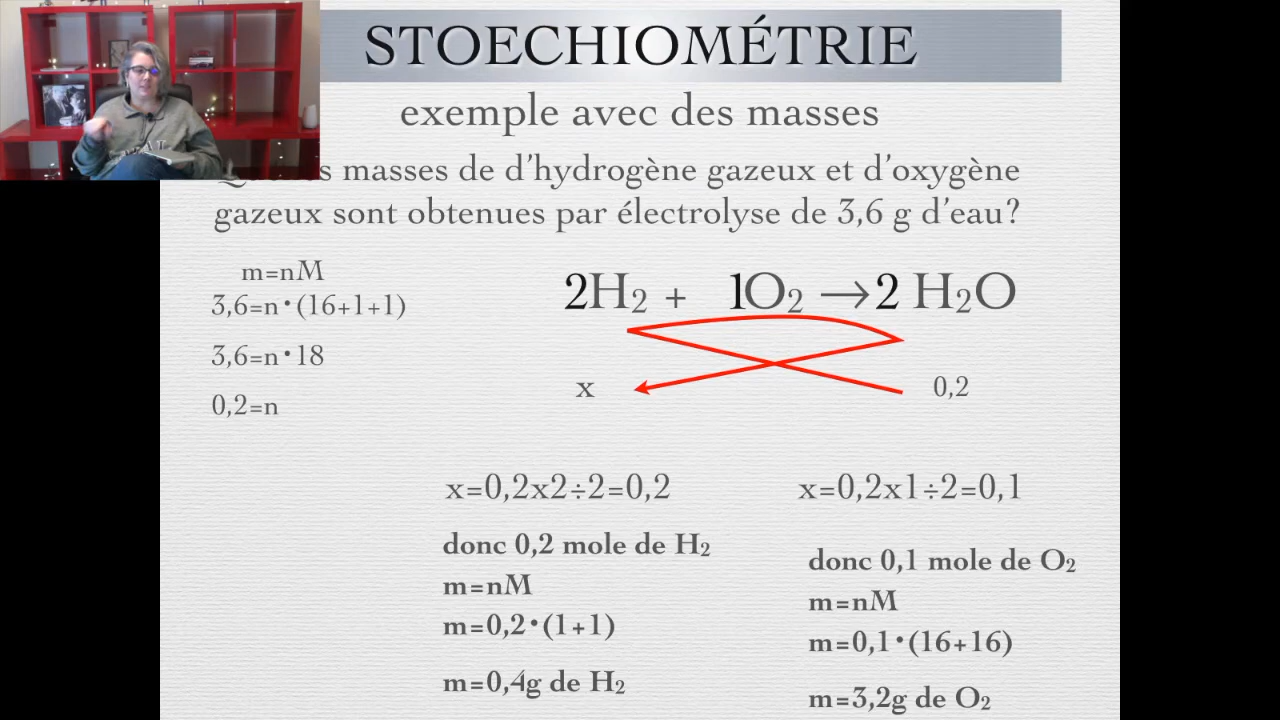 STOECHIOMÉTRIE
exemple avec des masses
masses de d'hydrogène gazeux et d'oxygène
gazeux sont obtenues par électrolyse de 3,6 g d'eau?
m=nM
3,6=n•(16+1+1)
3,6=n•18
0,2=n
2H₂ + 1O₂ →2 H₂O
x 0,2
x=0,2x2÷2=0,2
donc 0,2 mole de H₂
m=nM
m=0,2•(1+1)
m=0,4g de H₂
x=0,2x1÷2=0,1
donc 0,1 mole de O₂
m=nM
m=0,1•(16+16)
m=3,2g de O₂